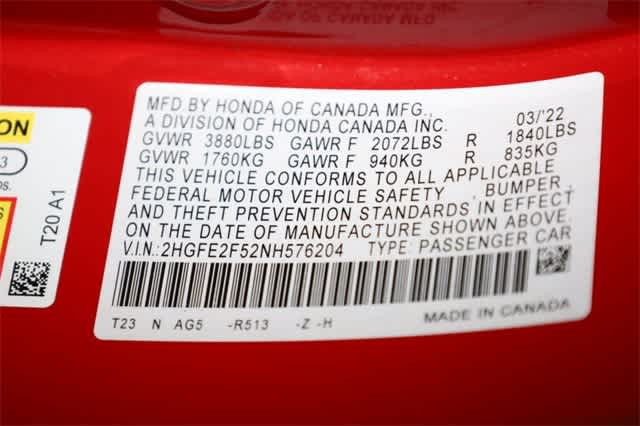 MFD.BY HONDA OF CANADA MFG.,
A DIVISION OF HONDA CANADA INC. 03/'22
GVWR 3880LBS GAWR F 2072LBS R 1840LBS
GVWR 1760KG GAWR F 940KG R 835KG
THIS VEHICLE CONFORMS TO ALL APPLICABLE
FEDERAL MOTOR VEHICLE SAFETY , BUMPER,
AND THEFT PREVENTION STANDARDS IN EFFECT
ON THE DATE OF MANUFACTURE SHOWN ABOVE.
V.I.N.:2HGFE2F52NH576204 TYPE: PASSENGER CAR
T23 N AG5 -R513 -Z -H MADE IN CANADA
ON
3
os.
T20 A1